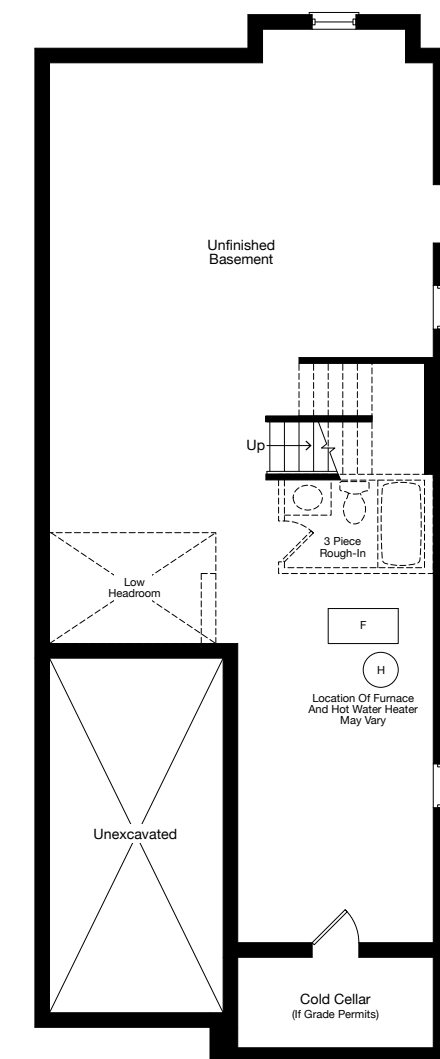 Unfinished
Basement
Up
3 Piece
Rough-In
Low
Headroom
F
H
Location Of Furnace
And Hot Water Heater
May Vary
Unexcavated
Cold Cellar
(If Grade Permits)